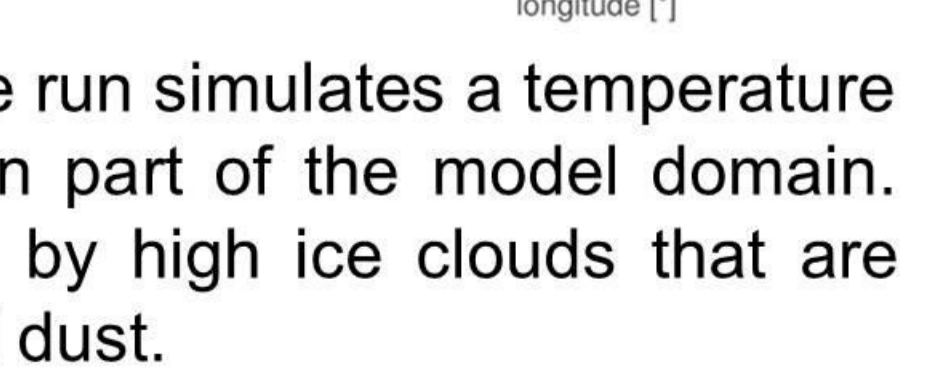 longitude [°]
run simulates a temperature
part of the model domain.
by high ice clouds that are
dust.